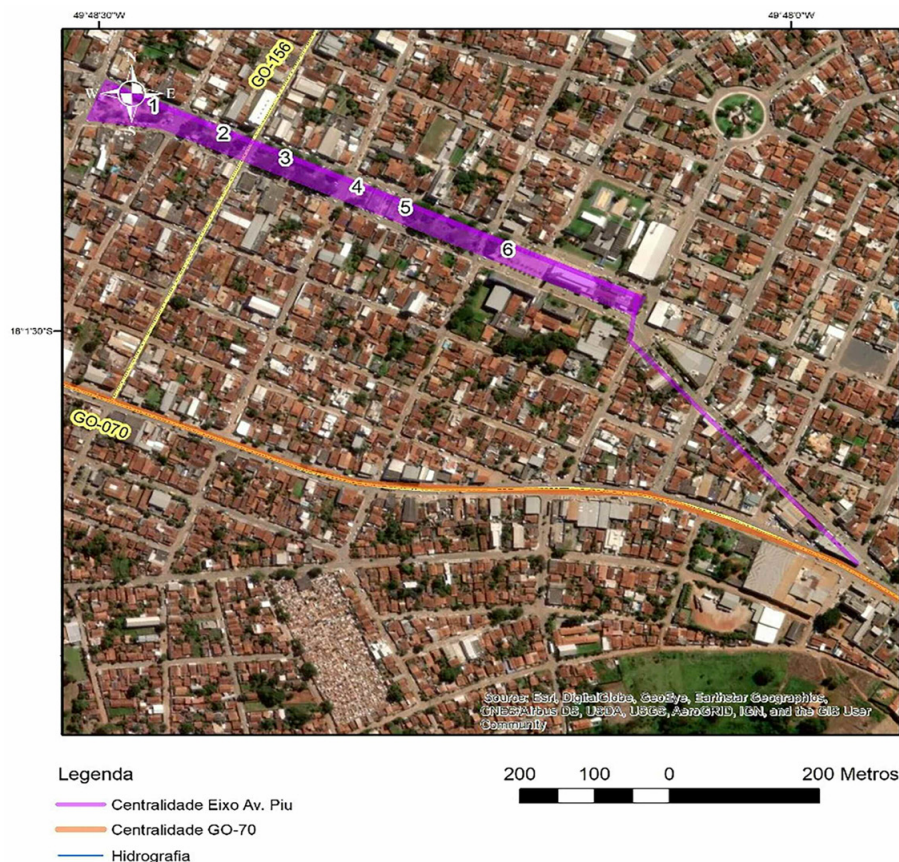 49°48'30"W
49°48'0"W
GO-156
N
W
E
S
1
2
3
4
5
6
18°1'30"S
GO-070
Source: Esri, DigitalGlobe, GeoEye, Earthstar Geographics,
CNES/Airbus DS, USDA, USGS, AeroGRID, IGN, and the GIS User
Community
Legenda
200 100 0 200 Metros
Centralidade Eixo Av. Piu
Centralidade GO-70
Hidrografia